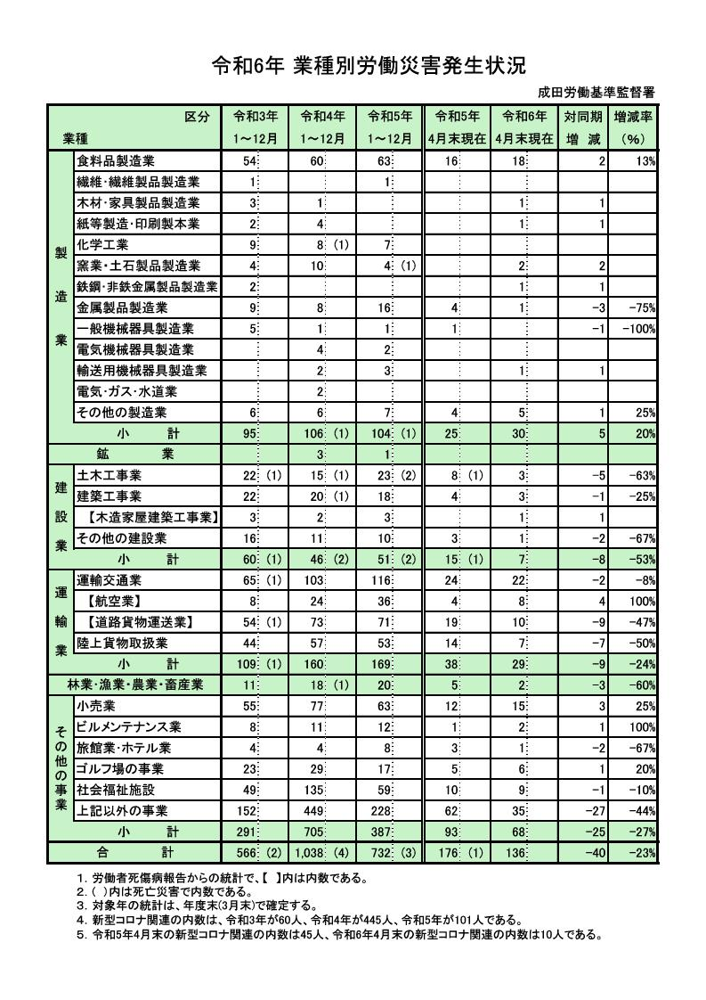 令和6年 業種別労働災害発生状況
成田労働基準監督署
区分 令和3年 令和4年 令和5年 令和5年 令和6年 対同期 増減率
業種 1～12月 1～12月 1～12月 4月末現在 4月末現在 増 減 (%)
製造業
食料品製造業 54 60 63 16 18 2 13%
繊維･繊維製品製造業 1 1
木材･家具製品製造業 3 1 1 1
紙等製造･印刷製本業 2 4 1 1
化学工業 9 8 (1) 7
窯業・土石製品製造業 4 10 4 (1) 2 2
鉄鋼･非鉄金属製品製造業 2 1 1
金属製品製造業 9 8 16 4 1 -3 -75%
一般機械器具製造業 5 1 1 1 -1 -100%
電気機械器具製造業 4 2
輸送用機械器具製造業 2 3 1 1
電気･ガス･水道業 2
その他の製造業 6 6 7 4 5 1 25%
小 計 95 106 (1) 104 (1) 25 30 5 20%
鉱 業 3 1
建設業
土木工事業 22 (1) 15 (1) 23 (2) 8 (1) 3 -5 -63%
建築工事業 22 20 (1) 18 4 3 -1 -25%
【木造家屋建築工事業】 3 2 3 1 1
その他の建設業 16 11 10 3 1 -2 -67%
小 計 60 (1) 46 (2) 51 (2) 15 (1) 7 -8 -53%
運輸業
運輸交通業 65 (1) 103 116 24 22 -2 -8%
【航空業】 8 24 36 4 8 4 100%
【道路貨物運送業】 54 (1) 73 71 19 10 -9 -47%
陸上貨物取扱業 44 57 53 14 7 -7 -50%
小 計 109 (1) 160 169 38 29 -9 -24%
林業･漁業･農業・畜産業 11 18 (1) 20 5 2 -3 -60%
その他の事業
小売業 55 77 63 12 15 3 25%
ビルメンテナンス業 8 11 12 1 2 1 100%
旅館業･ホテル業 4 4 8 3 1 -2 -67%
ゴルフ場の事業 23 29 17 5 6 1 20%
社会福祉施設 49 135 59 10 9 -1 -10%
上記以外の事業 152 449 228 62 35 -27 -44%
小 計 291 705 387 93 68 -25 -27%
合 計 566 (2) 1,038 (4) 732 (3) 176 (1) 136 -40 -23%
1．労働者死傷病報告からの統計で、【 】内は内数である。
2．( )内は死亡災害で内数である。
3．対象年の統計は、年度末(3月末)で確定する。
4．新型コロナ関連の内数は、令和3年が60人、令和4年が445人、令和5年が101人である。
5．令和5年4月末の新型コロナ関連の内数は45人、令和6年4月末の新型コロナ関連の内数は10人である。
増 減